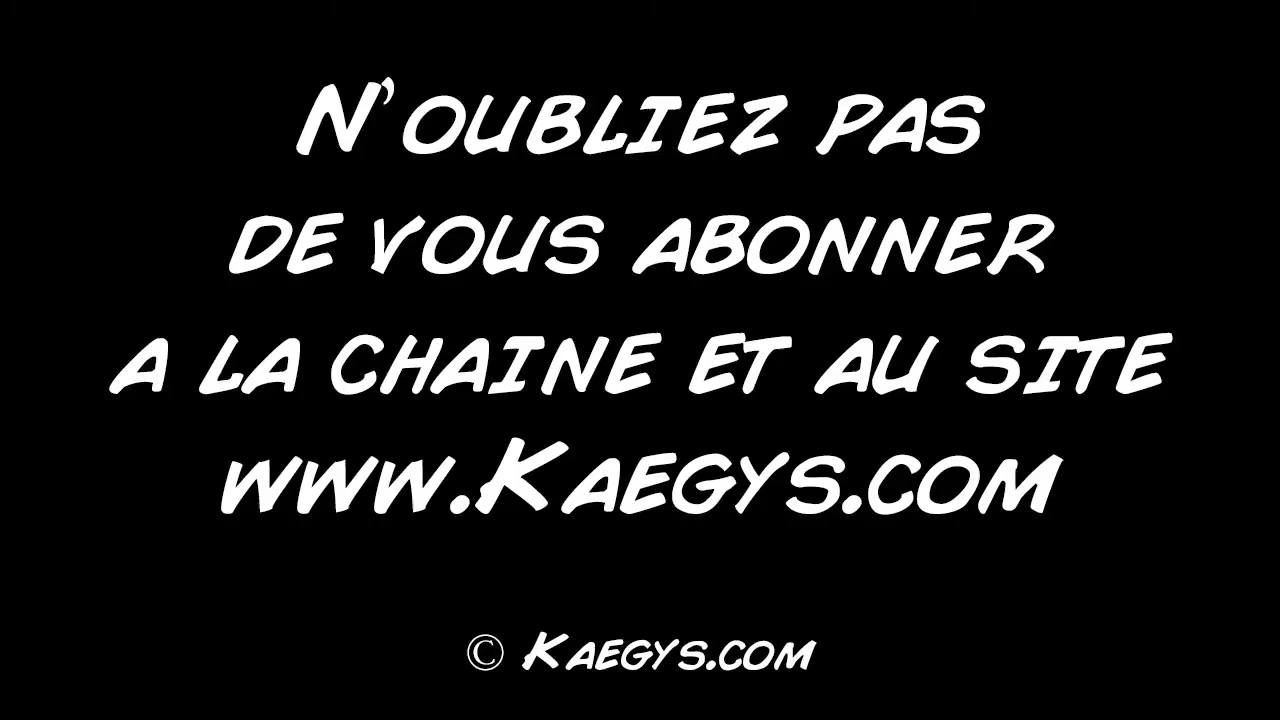 N'oubliez pas
de vous abonner
a la chaine et au site
www.Kaegys.com
© Kaegys.com